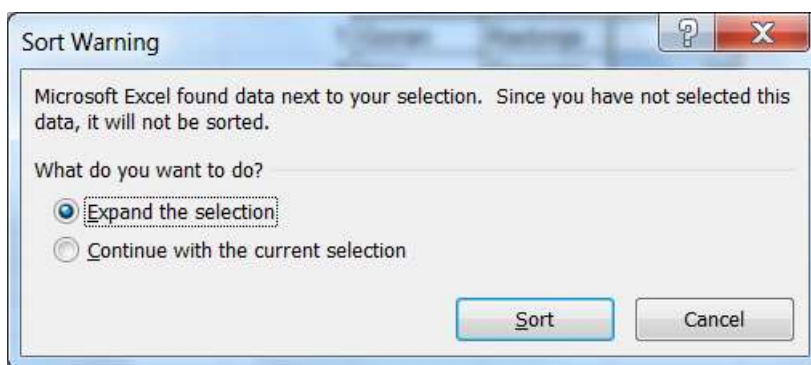 Sort Warning
Microsoft Excel found data next to your selection.  Since you have not selected this
data, it will not be sorted.
What do you want to do?
Expand the selection
Continue with the current selection
Sort
Cancel